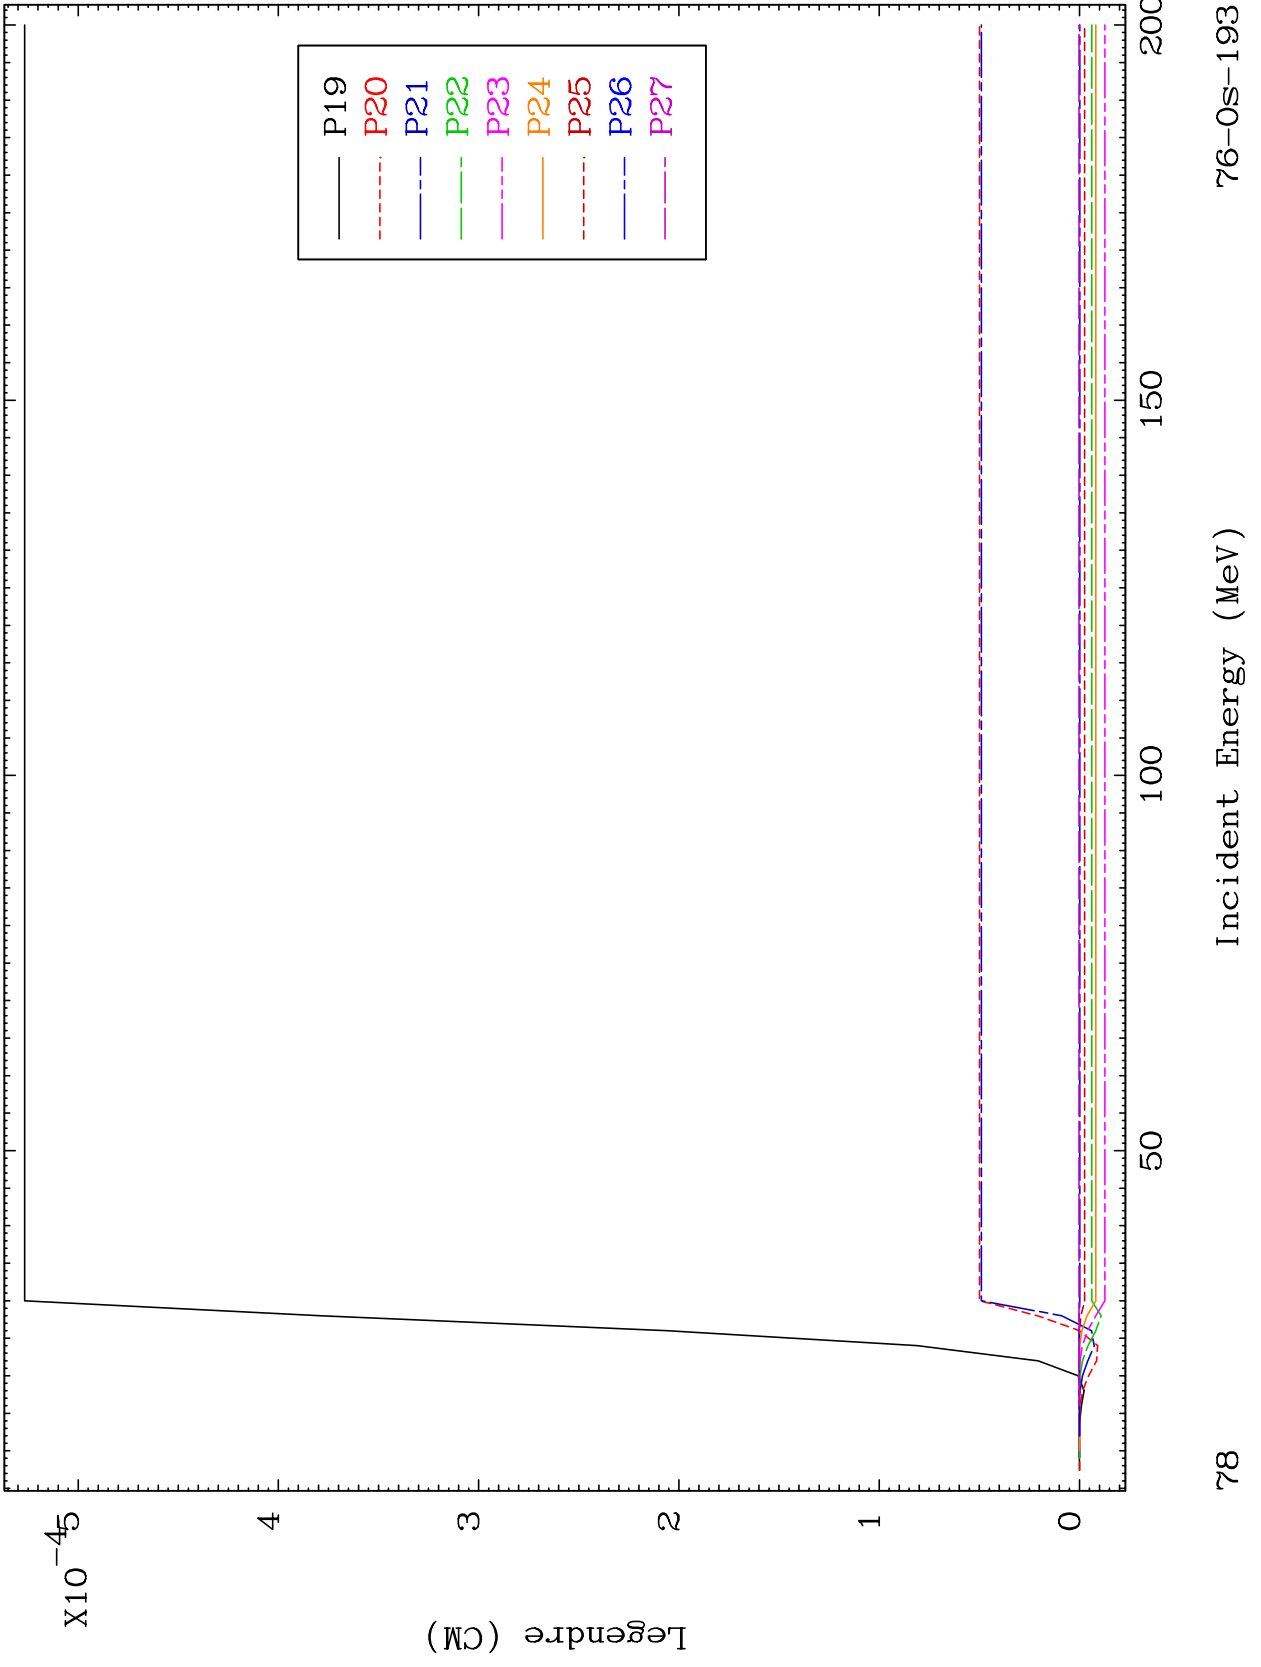 X10-4
5
4
3
2
1
0
Legendre (CM)
P19
P20
P21
P22
P23
P24
P25
P26
P27
50
100
150
200
Incident Energy (MeV)
78
76-Os-193